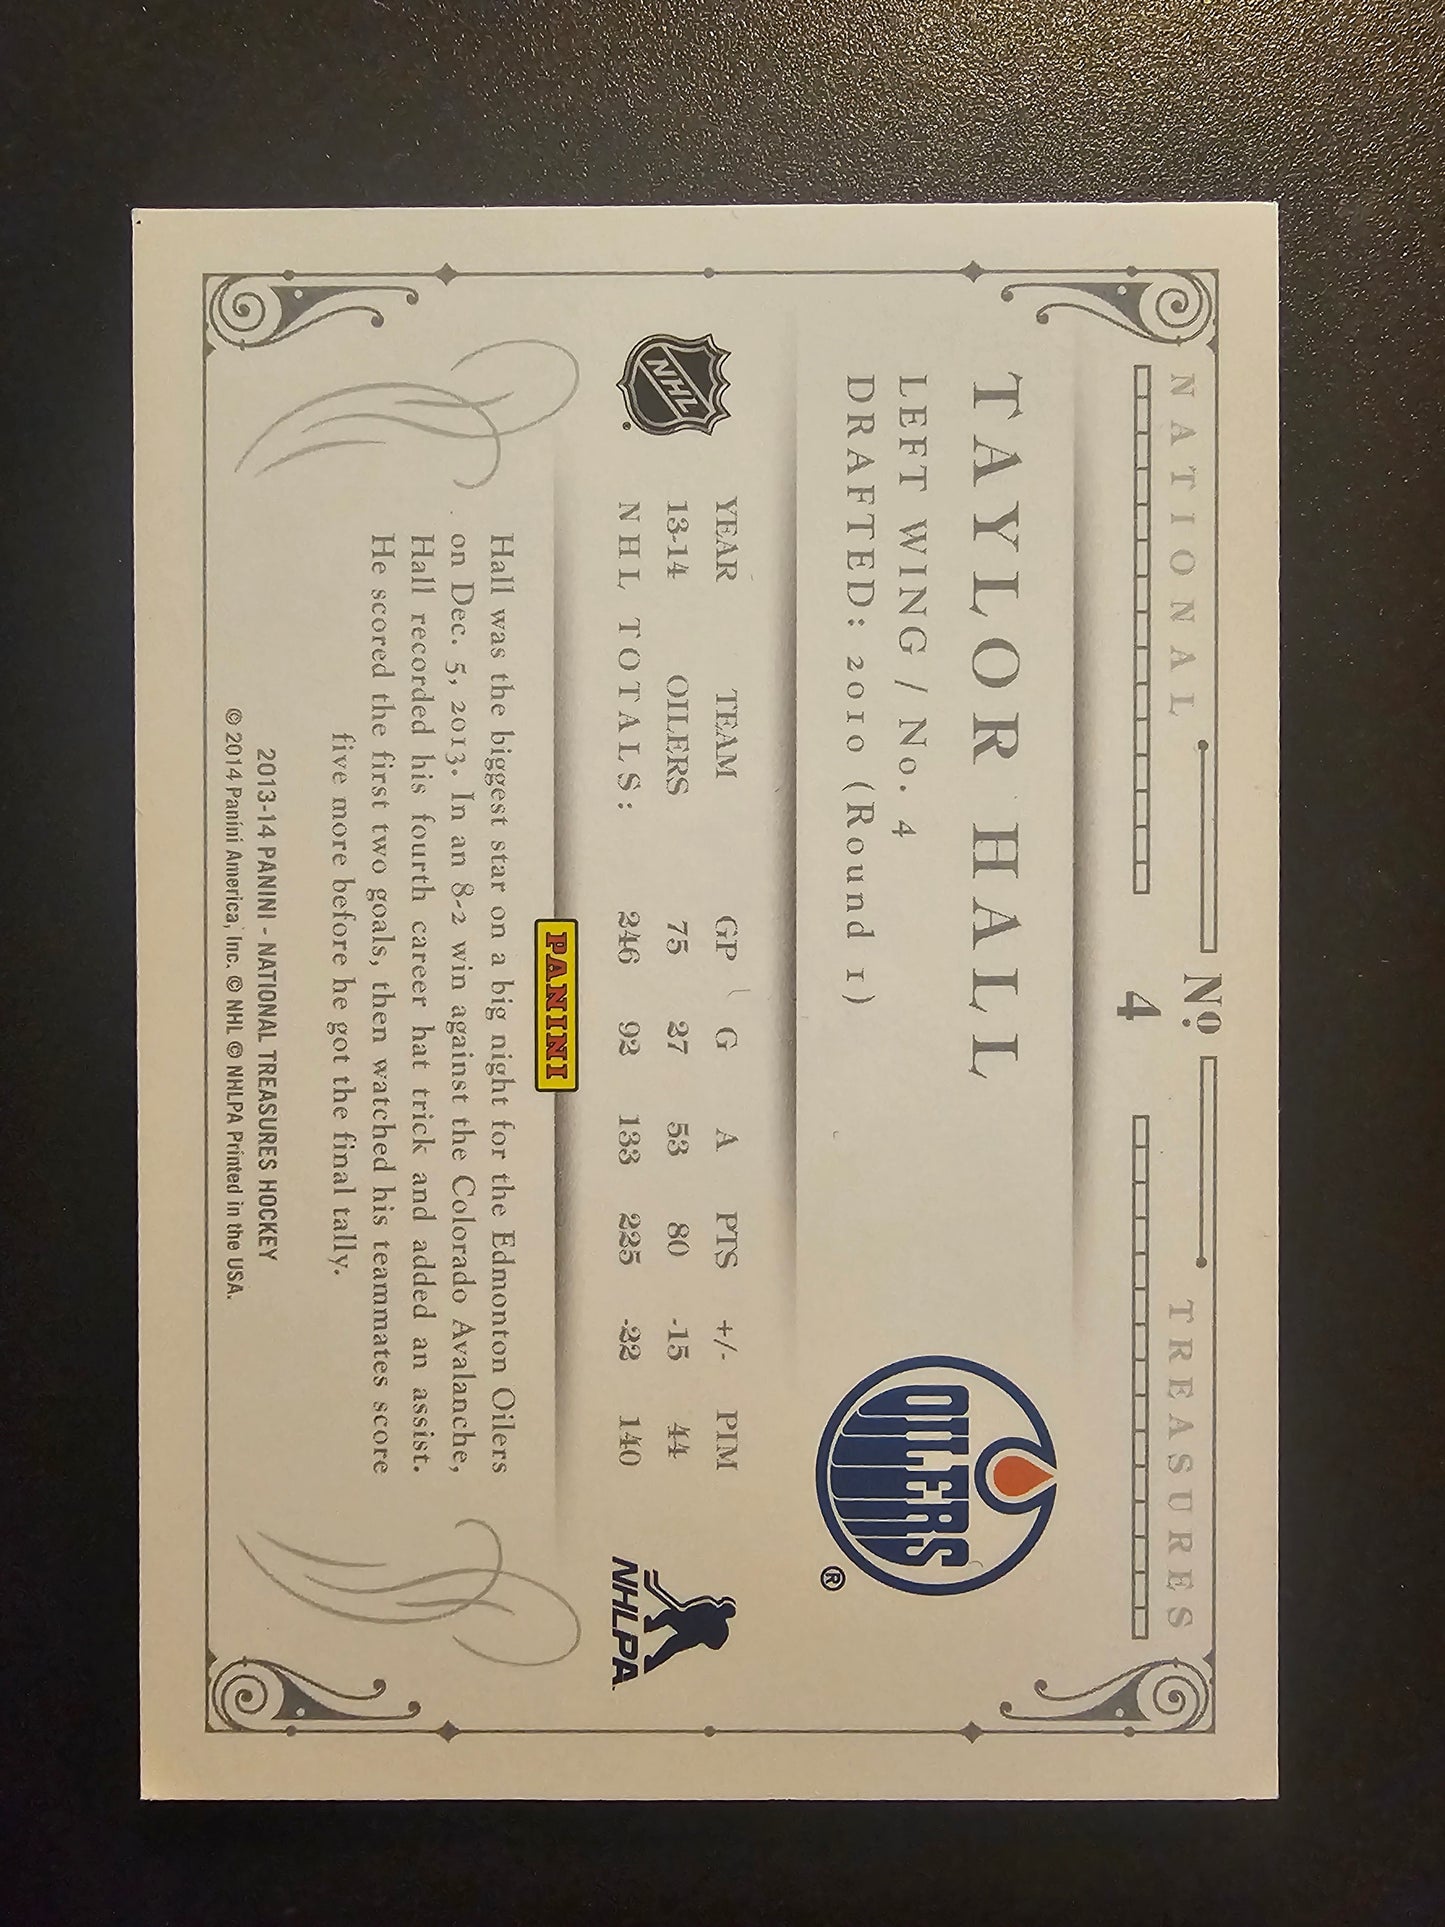 NATIONAL No. TREASURES
4
TAYLOR HALL
LEFT WING / No. 4
DRAFTED: 2010 (Round 1)
OILERS
®
YEAR TEAM GP G A PTS +/- PIM
13-14 OILERS 75 27 53 80 -15 44
NHL TOTALS: 246 92 133 225 -22 140
NHL
®
NHLPA
PANINI
Hall was the biggest star on a big night for the Edmonton Oilers
on Dec. 5, 2013. In an 8-2 win against the Colorado Avalanche,
Hall recorded his fourth career hat trick and added an assist.
He scored the first two goals, then watched his teammates score
five more before he got the final tally.
2013-14 PANINI - NATIONAL TREASURES HOCKEY
© 2014 Panini America, Inc. © NHL © NHLPA Printed in the USA.